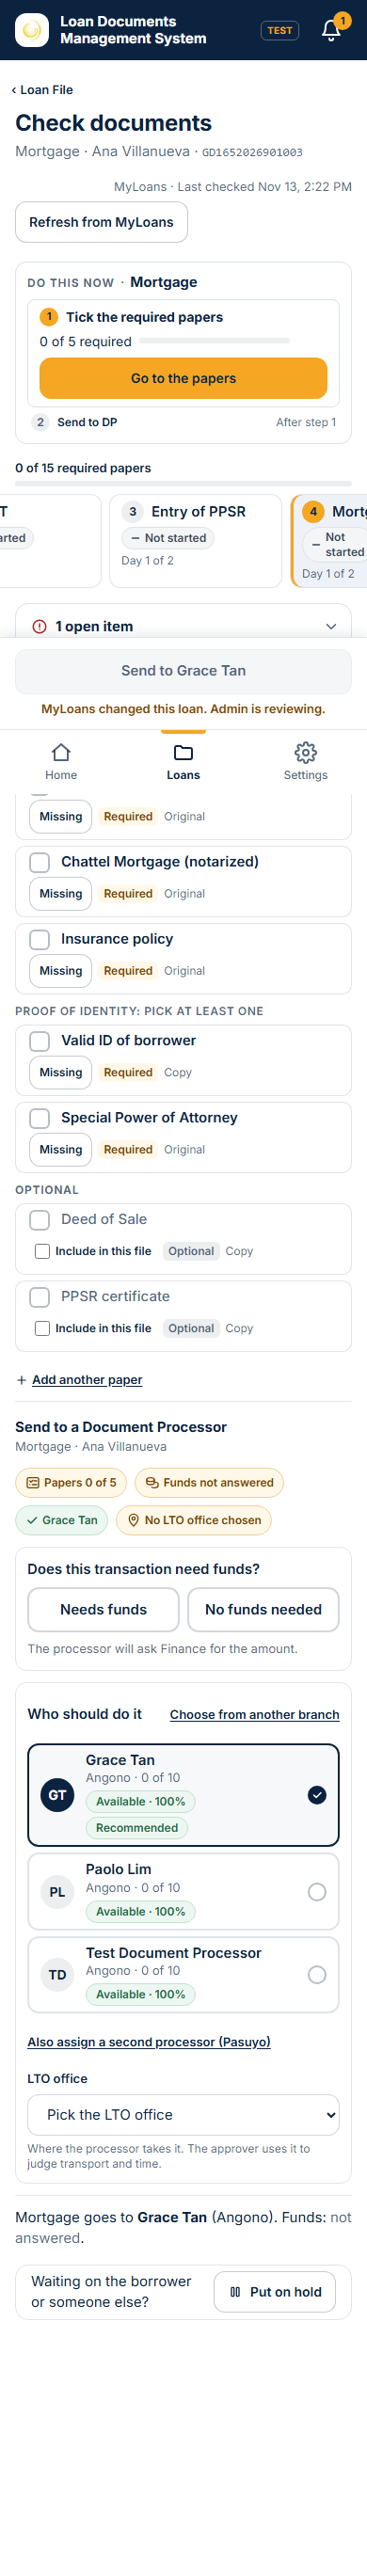 Loan Documents
Management System
TEST
1
‹ Loan File
Check documents
Mortgage · Ana Villanueva · GD1652026901003
MyLoans · Last checked Nov 13, 2:22 PM
Refresh from MyLoans
DO THIS NOW · Mortgage
1 Tick the required papers
0 of 5 required
Go to the papers
2 Send to DP After step 1
0 of 15 required papers
T
arted
3 Entry of PPSR
Not started
Day 1 of 2
4 Mortg
Not
started
Day 1 of 2
1 open item
Send to Grace Tan
MyLoans changed this loan. Admin is reviewing.
Home
Loans
Settings
Missing Required Original
Chattel Mortgage (notarized)
Missing Required Original
Insurance policy
Missing Required Original
PROOF OF IDENTITY: PICK AT LEAST ONE
Valid ID of borrower
Missing Required Copy
Special Power of Attorney
Missing Required Original
OPTIONAL
Deed of Sale
Include in this file Optional Copy
PPSR certificate
Include in this file Optional Copy
+ Add another paper
Send to a Document Processor
Mortgage · Ana Villanueva
Papers 0 of 5
Funds not answered
Grace Tan
No LTO office chosen
Does this transaction need funds?
Needs funds
No funds needed
The processor will ask Finance for the amount.
Who should do it
Choose from another branch
GT
Grace Tan
Angono · 0 of 10
Available · 100%
Recommended
PL
Paolo Lim
Angono · 0 of 10
Available · 100%
TD
Test Document Processor
Angono · 0 of 10
Available · 100%
Also assign a second processor (Pasuyo)
LTO office
Pick the LTO office
Where the processor takes it. The approver uses it to
judge transport and time.
Mortgage goes to Grace Tan (Angono). Funds: not
answered.
Waiting on the borrower
or someone else?
Put on hold